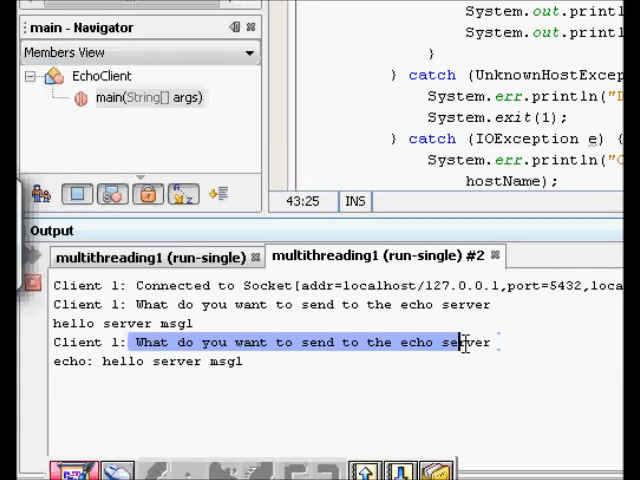 main - Navigator
Members View
EchoClient
main(String[] args)
System.out.printl
System.out.printl
}
} catch (UnknownHostExcep
System.err.println("D
System.exit(1);
} catch (IOException e) {
System.err.println("C
hostName);
43:25 INS
Output
multithreading1 (run-single) multithreading1 (run-single) #2
Client 1: Connected to Socket[addr=localhost/127.0.0.1,port=5432,loca
Client 1: What do you want to send to the echo server
hello server msg1
Client 1: What do you want to send to the echo server
echo: hello server msg1